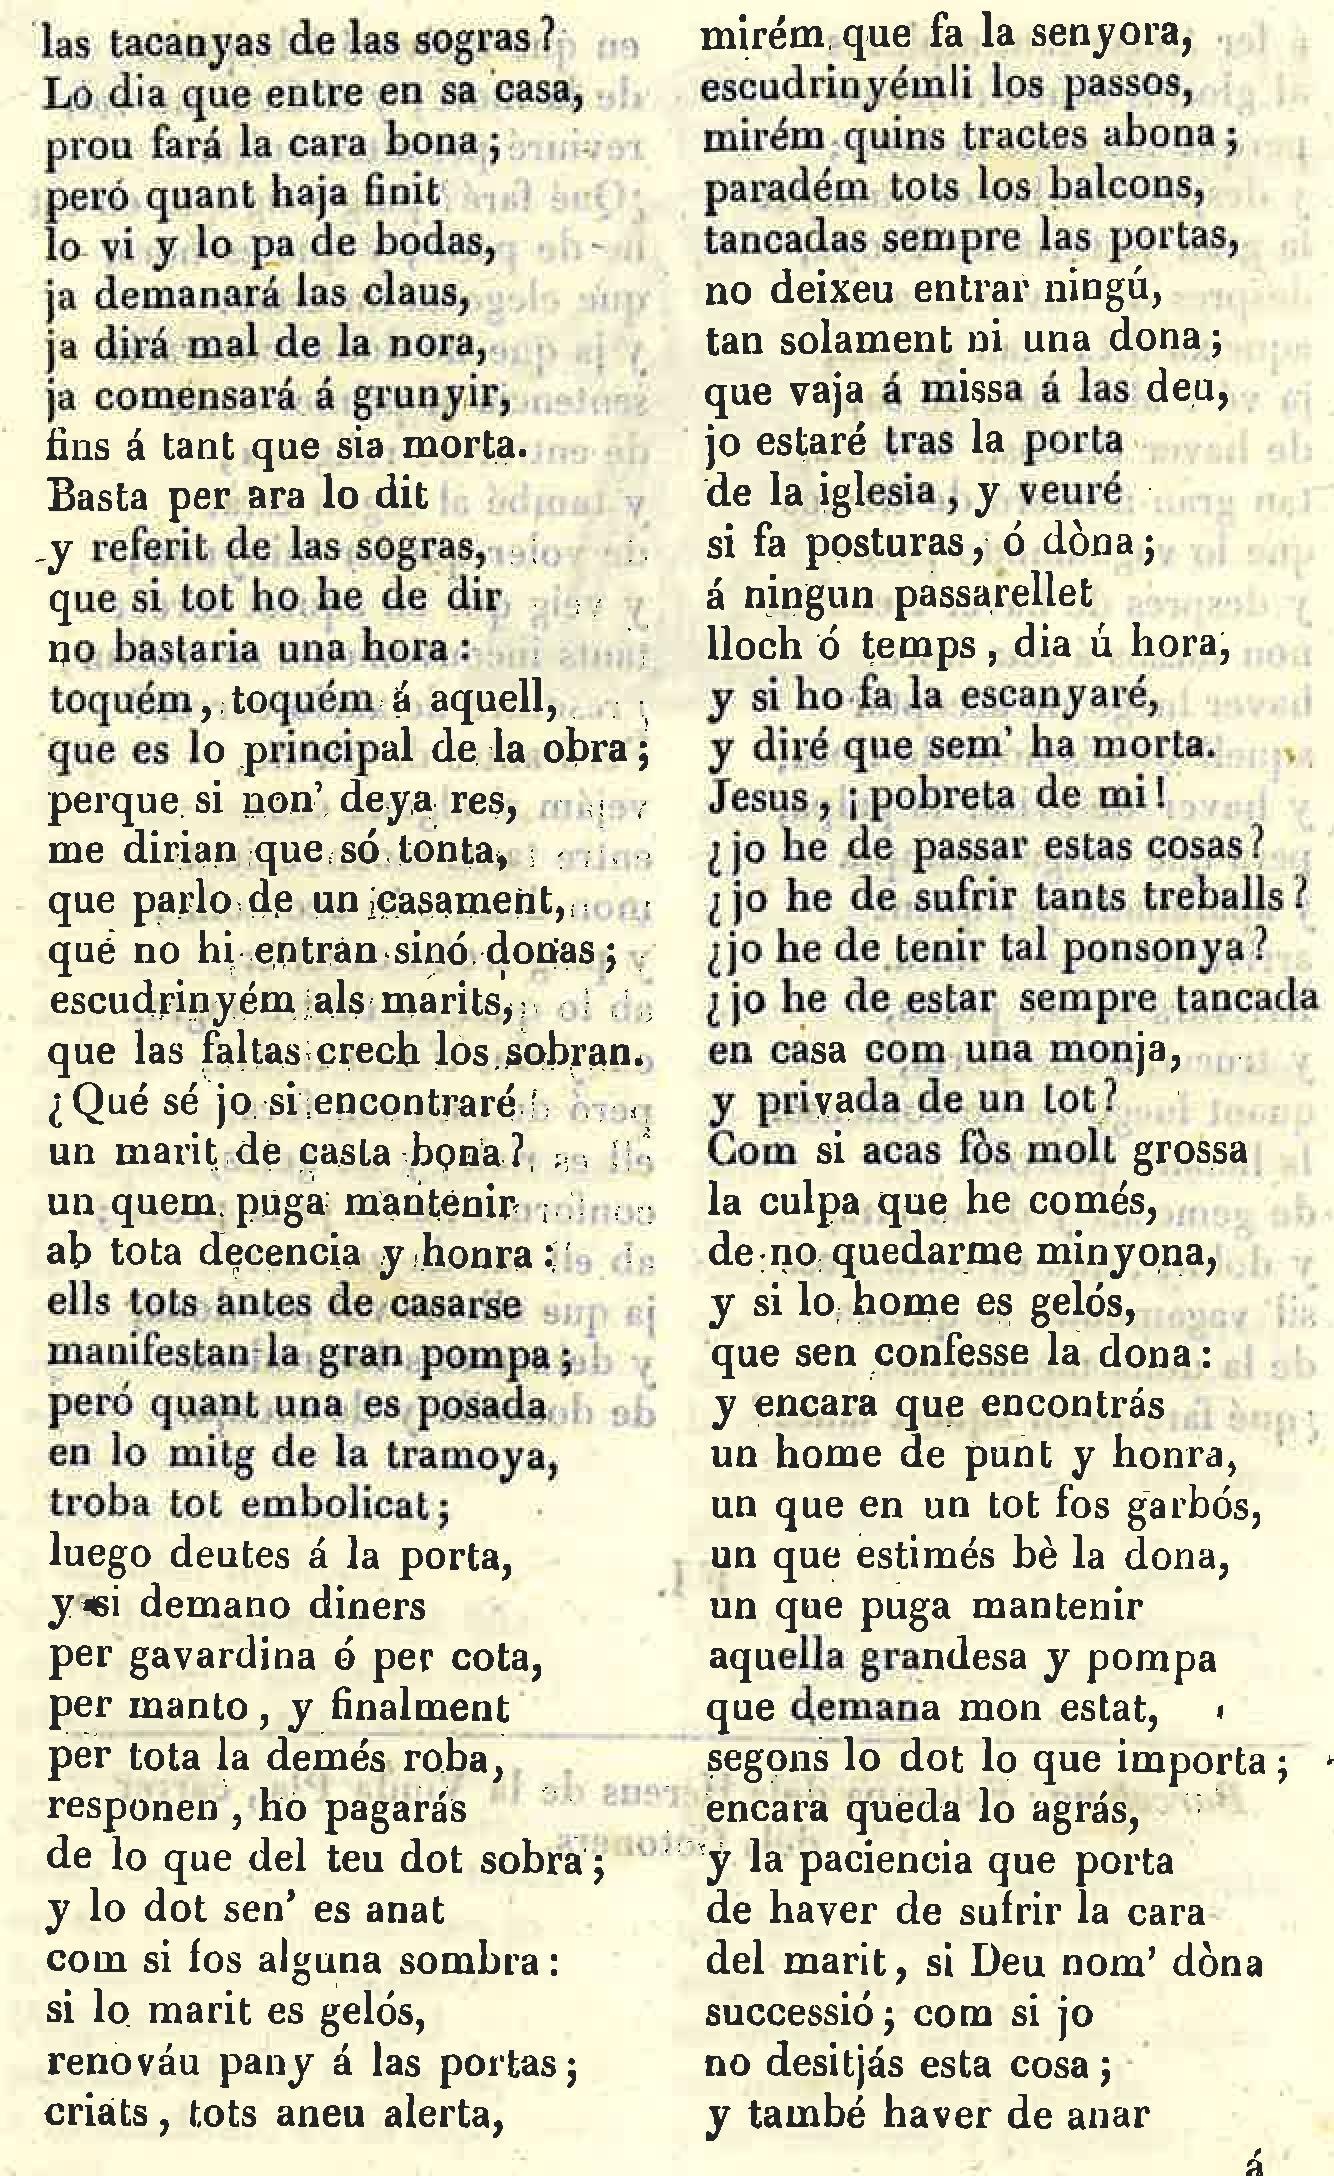 las tacanyas de las sogras?
Lo dia que entre en sa casa,
prou fará la cara bona;
peró quant haja finit
lo vi y lo pa de bodas,
ja demanará las claus,
ja dirá mal de la nora,
ja comensará á grunyir,
fins á tant que sia morta.
Basta per ara lo dit
y referit de las sogras,
que si tot ho he de dir
no bastaria una hora:
toquém, toquém á aquell,
que es lo principal de la obra;
perque si non' deya res,
me dirian que só tonta,
que parlo de un casament,
que no hi entran sinó donas;
escudrinyém als marits,
que las faltas crech los sobran.
¿Qué sé jo si encontraré
un marit de casta bona?
un quem puga mantenir
ab tota decencia y honra:
ells tots antes de casarse
manifestan la gran pompa;
peró quant una es posada
en lo mitg de la tramoya,
troba tot embolicat;
luego deutes á la porta,
y si demano diners
per gavardina ó per cota,
per manto, y finalment
per tota la demés roba,
responen, ho pagarás
de lo que del teu dot sobra;
y lo dot sen' es anat
com si fos alguna sombra:
si lo marit es gelós,
renováu pany á las portas;
criats, tots aneu alerta,
mirém que fa la senyora,
escudrinyémli los passos,
mirém quins tractes abona;
paradém tots los balcons,
tancadas sempre las portas,
no deixeu entrar ningú,
tan solament ni una dona;
que vaja á missa á las deu,
jo estaré tras la porta
de la iglesia, y veuré
si fa posturas, ó dòna;
á ningun passarellet
lloch ó temps, dia ú hora,
y si ho fa la escanyaré,
y diré que sem' ha morta.
Jesus, ¡pobreta de mi!
¿jo he de passar estas cosas?
¿jo he de sufrir tants treballs?
¿jo he de tenir tal ponsonya?
¿jo he de estar sempre tancada
en casa com una monja,
y privada de un tot?
Com si acas fòs molt grossa
la culpa que he comés,
de no quedarme minyona,
y si lo home es gelós,
que sen confesse la dona:
y encara que encontrás
un home de punt y honra,
un que en un tot fos garbós,
un que estimés bè la dona,
un que puga mantenir
aquella grandesa y pompa
que demana mon estat,
segons lo dot lo que importa;
encara queda lo agrás,
y la paciencia que porta
de haver de sufrir la cara
del marit, si Deu nom' dòna
successió; com si jo
no desitjás esta cosa;
y també haver de anar
á